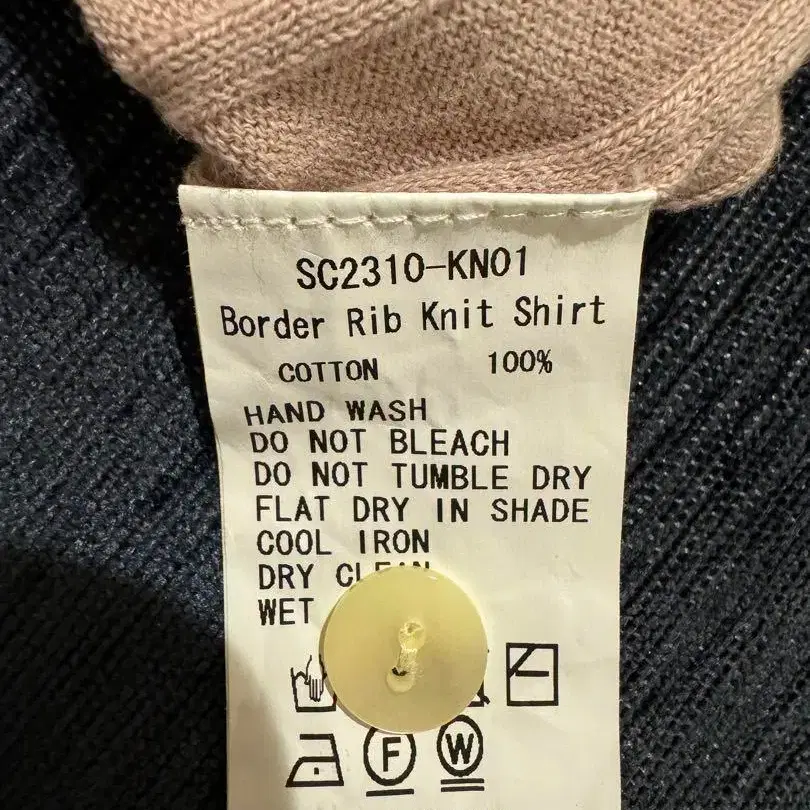 SC2310-KN01
Border Rib Knit Shirt
COTTON 100%
HAND WASH
DO NOT BLEACH
DO NOT TUMBLE DRY
FLAT DRY IN SHADE
COOL IRON
DRY CLEAN
WET
F W